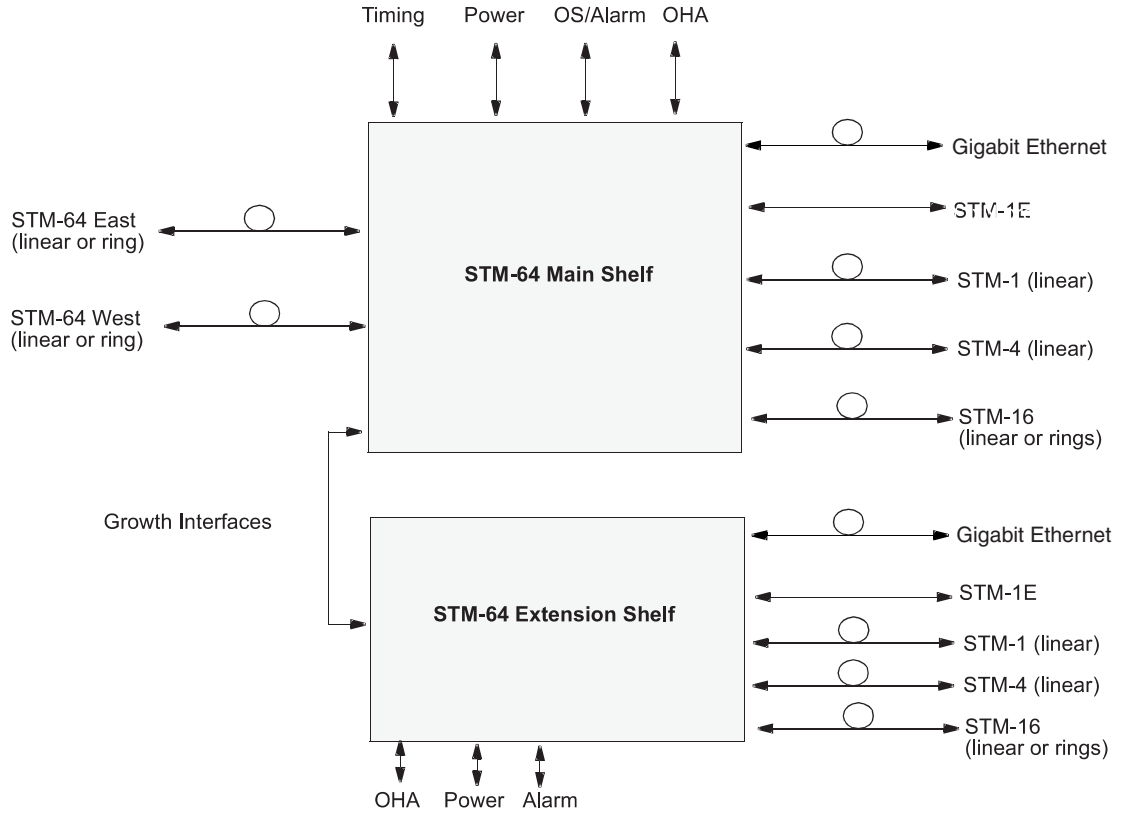 Timing Power OS/Alarm OHA
Gigabit Ethernet
STM-1E
STM-64 East
(linear or ring)
STM-64 Main Shelf
STM-1 (linear)
STM-64 West
(linear or ring)
STM-4 (linear)
STM-16
(linear or rings)
Growth Interfaces
Gigabit Ethernet
STM-1E
STM-64 Extension Shelf
STM-1 (linear)
STM-4 (linear)
STM-16
(linear or rings)
OHA Power Alarm